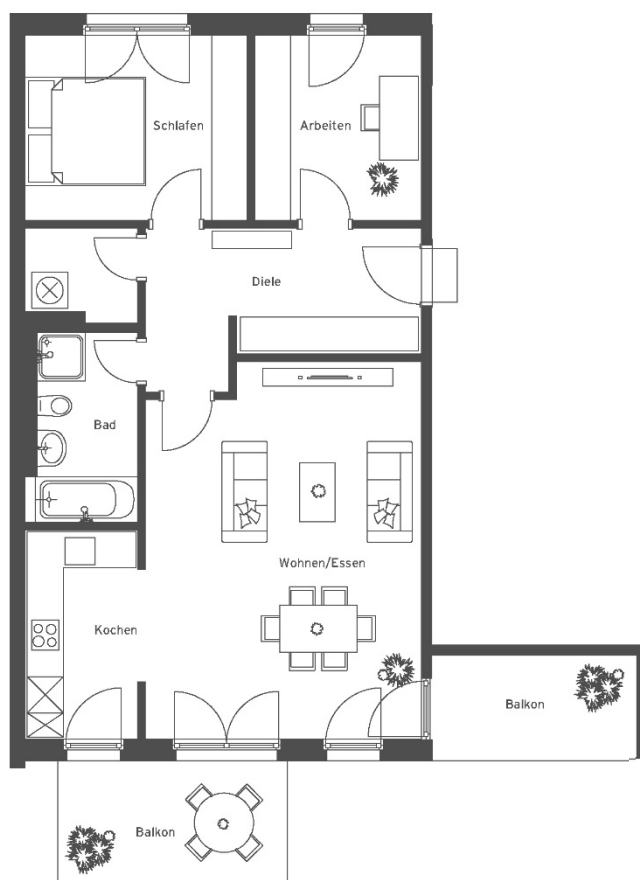 Schlafen
Arbeiten
Diele
Bad
Wohnen/Essen
Kochen
Balkon
Balkon